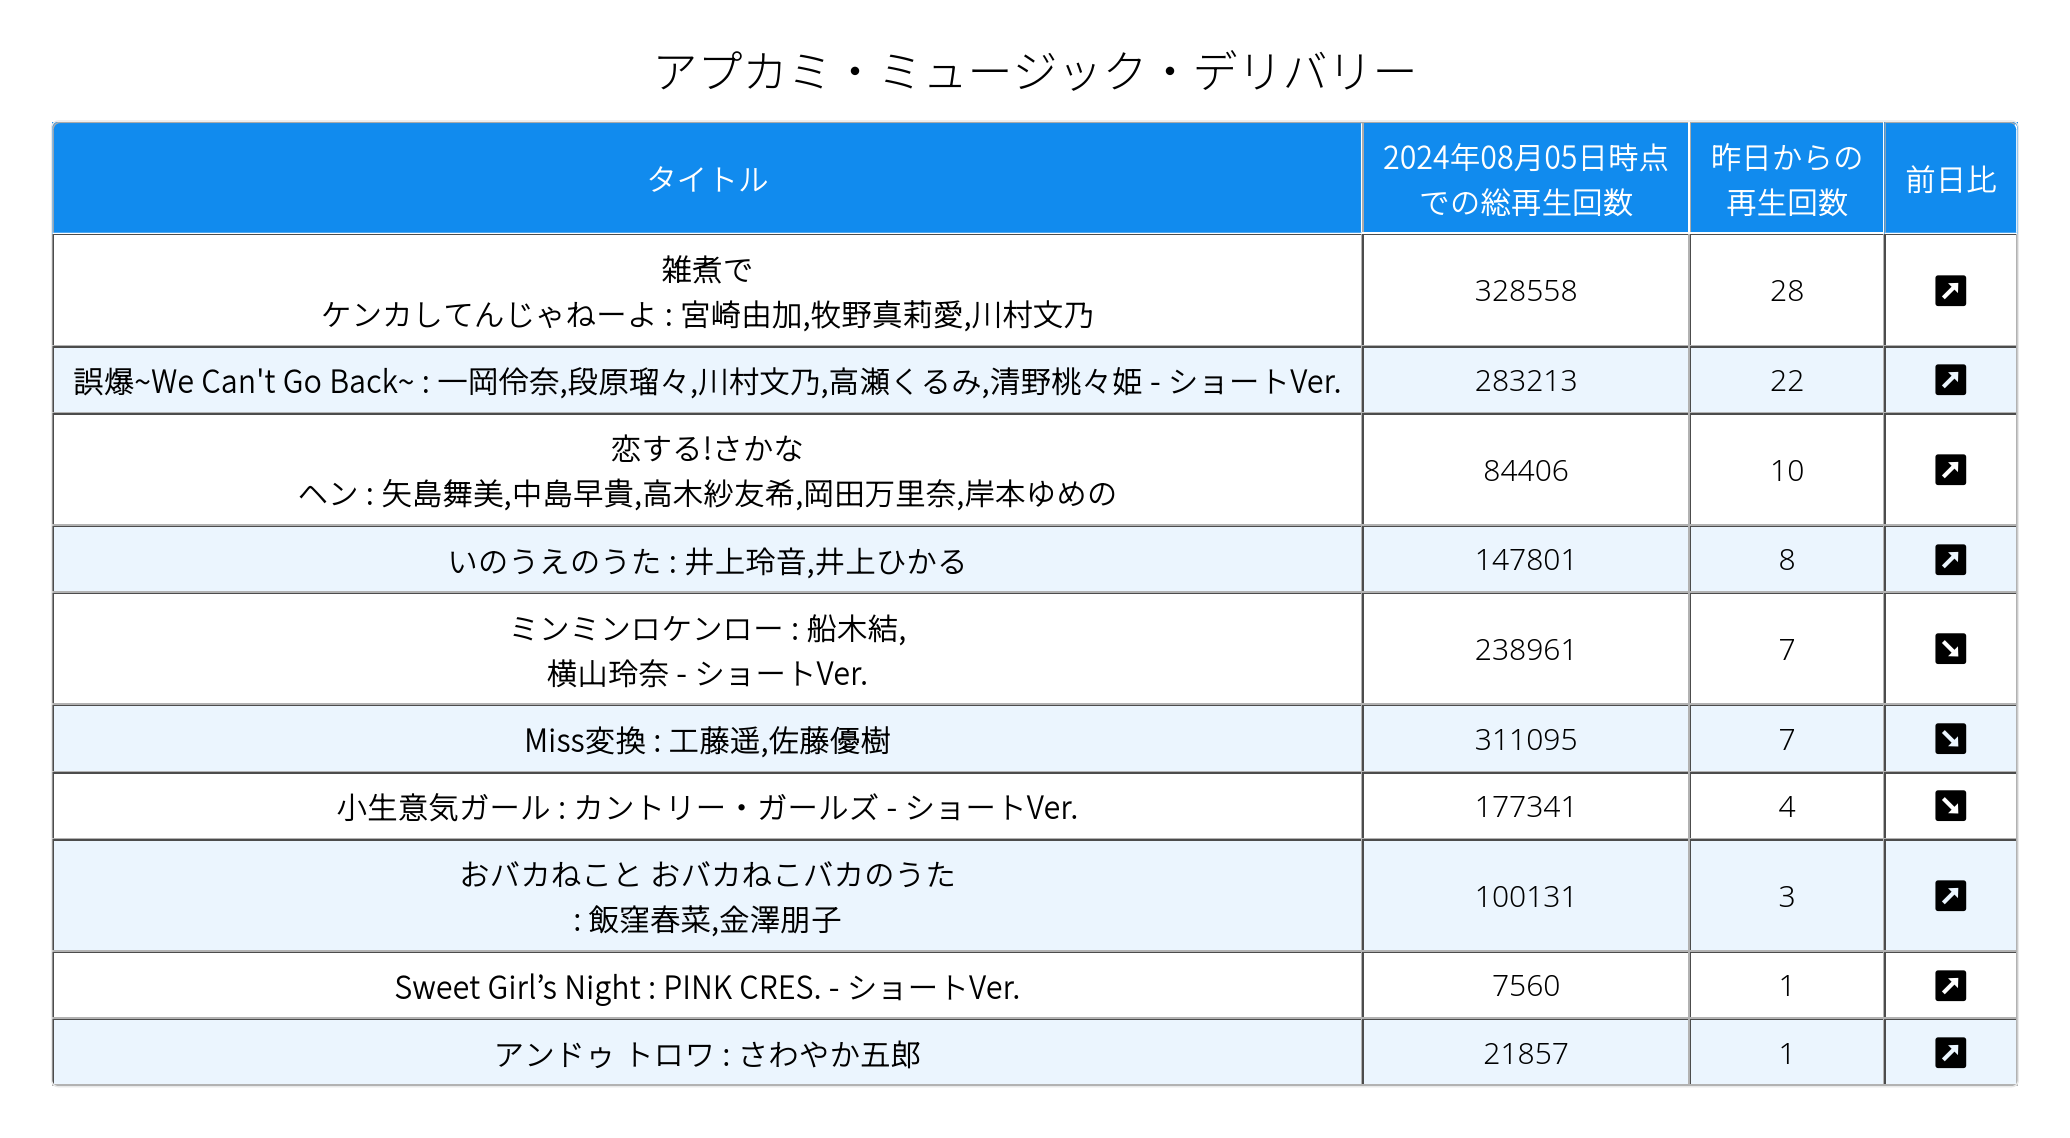 アプカミ・ミュージック・デリバリー
タイトル
2024年08月05日時点
での総再生回数
昨日からの
再生回数
前日比
雑煮で
ケンカしてんじゃねーよ : 宮崎由加,牧野真莉愛,川村文乃
328558
28
誤爆~We Can't Go Back~ : 一岡伶奈,段原瑠々,川村文乃,高瀬くるみ,清野桃々姫 - ショートVer.
283213
22
恋する!さかな
ヘン : 矢島舞美,中島早貴,高木紗友希,岡田万里奈,岸本ゆめの
84406
10
いのうえのうた : 井上玲音,井上ひかる
147801
8
ミンミンロケンロー : 船木結,
横山玲奈 - ショートVer.
238961
7
Miss変換 : 工藤遥,佐藤優樹
311095
7
小生意気ガール : カントリー・ガールズ - ショートVer.
177341
4
おバカねこと おバカねこバカのうた
: 飯窪春菜,金澤朋子
100131
3
Sweet Girl’s Night : PINK CRES. - ショートVer.
7560
1
アンドゥ トロワ : さわやか五郎
21857
1